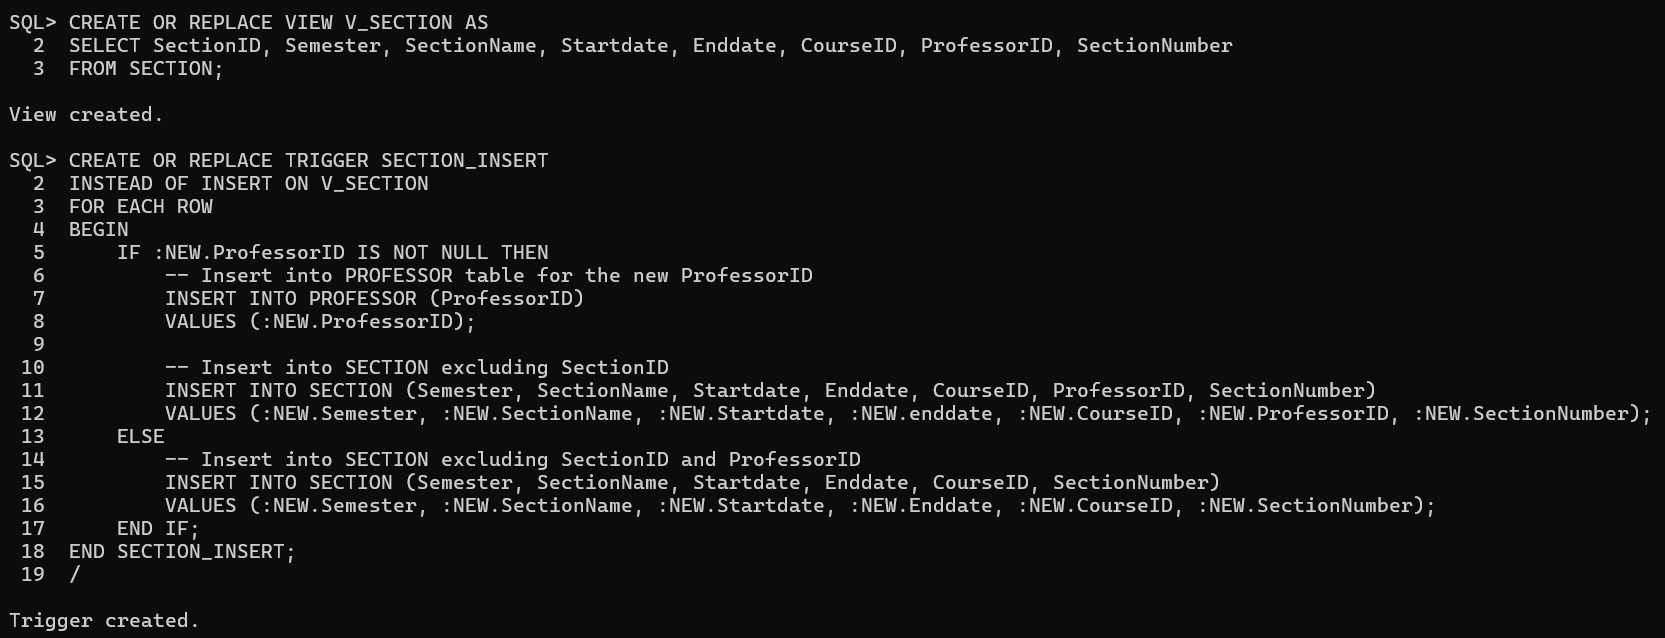 SQL> CREATE OR REPLACE VIEW V_SECTION AS
  2  SELECT SectionID, Semester, SectionName, Startdate, Enddate, CourseID, ProfessorID, SectionNumber
  3  FROM SECTION;
View created.
SQL> CREATE OR REPLACE TRIGGER SECTION_INSERT
  2  INSTEAD OF INSERT ON V_SECTION
  3  FOR EACH ROW
  4  BEGIN
  5      IF :NEW.ProfessorID IS NOT NULL THEN
  6          -- Insert into PROFESSOR table for the new ProfessorID
  7          INSERT INTO PROFESSOR (ProfessorID)
  8          VALUES (:NEW.ProfessorID);
  9
 10          -- Insert into SECTION excluding SectionID
 11          INSERT INTO SECTION (Semester, SectionName, Startdate, Enddate, CourseID, ProfessorID, SectionNumber)
 12          VALUES (:NEW.Semester, :NEW.SectionName, :NEW.Startdate, :NEW.enddate, :NEW.CourseID, :NEW.ProfessorID, :NEW.SectionNumber);
 13      ELSE
 14          -- Insert into SECTION excluding SectionID and ProfessorID
 15          INSERT INTO SECTION (Semester, SectionName, Startdate, Enddate, CourseID, SectionNumber)
 16          VALUES (:NEW.Semester, :NEW.SectionName, :NEW.Startdate, :NEW.Enddate, :NEW.CourseID, :NEW.SectionNumber);
 17      END IF;
 18  END SECTION_INSERT;
 19  /
Trigger created.